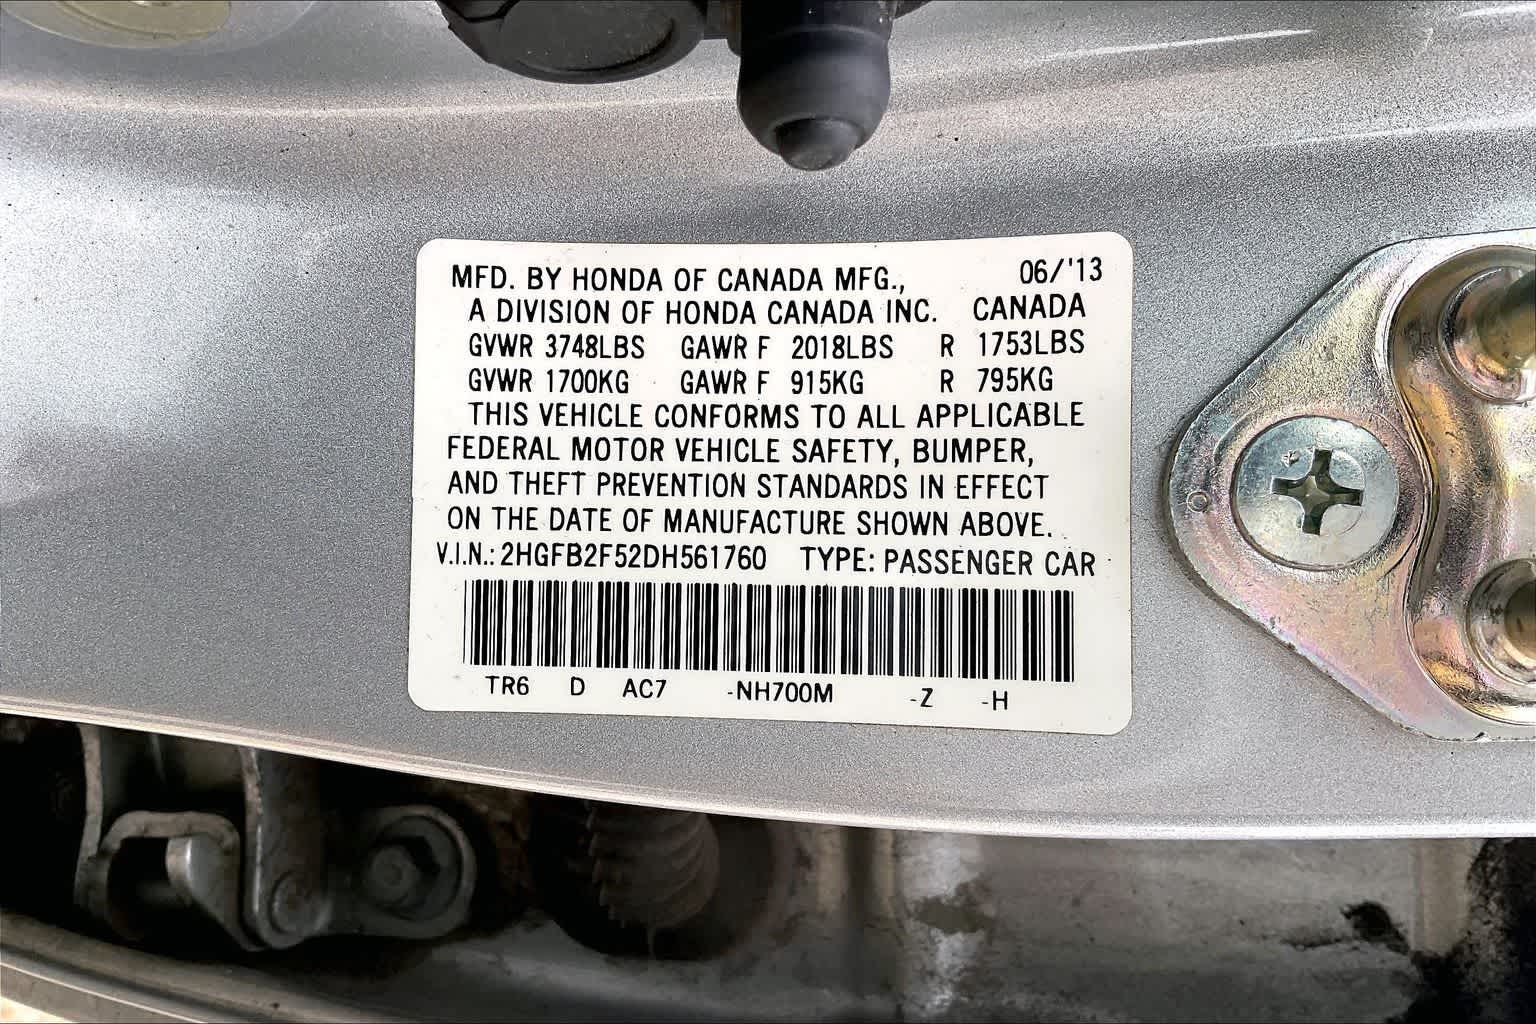 MFD. BY HONDA OF CANADA MFG., 06/'13
A DIVISION OF HONDA CANADA INC. CANADA
GVWR 3748LBS GAWR F 2018LBS R 1753LBS
GVWR 1700KG GAWR F 915KG R 795KG
THIS VEHICLE CONFORMS TO ALL APPLICABLE
FEDERAL MOTOR VEHICLE SAFETY, BUMPER,
AND THEFT PREVENTION STANDARDS IN EFFECT
ON THE DATE OF MANUFACTURE SHOWN ABOVE.
V.I.N.: 2HGFB2F52DH561760 TYPE: PASSENGER CAR
TR6 D AC7 -NH700M -Z -H